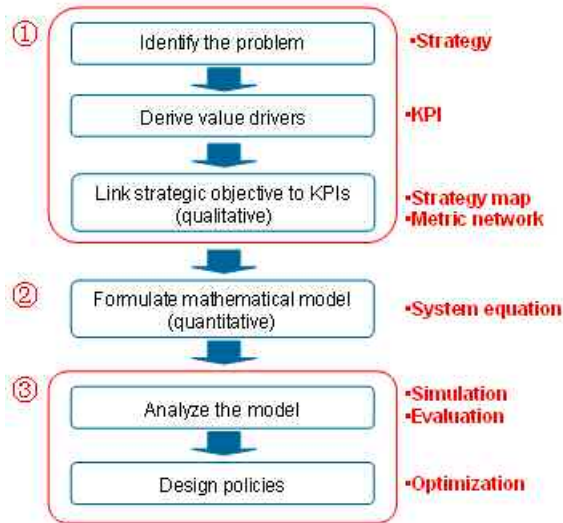 ①
Identify the problem
▪Strategy
Derive value drivers
▪KPI
Link strategic objective to KPIs
(qualitative)
▪Strategy map
▪Metric network
②
Formulate mathematical model
(quantitative)
▪System equation
③
Analyze the model
▪Simulation
▪Evaluation
Design policies
▪Optimization